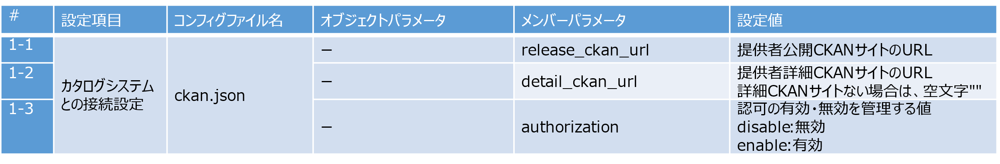 # 設定項目 コンフィグファイル名 オブジェクトパラメータ メンバーパラメータ 設定値
1-1 カタログシステム
との接続設定 ckan.json － release_ckan_url 提供者公開CKANサイトのURL
1-2 － detail_ckan_url 提供者詳細CKANサイトのURL
詳細CKANサイトない場合は、空文字""
1-3 － authorization 認可の有効・無効を管理する値
disable:無効
enable:有効